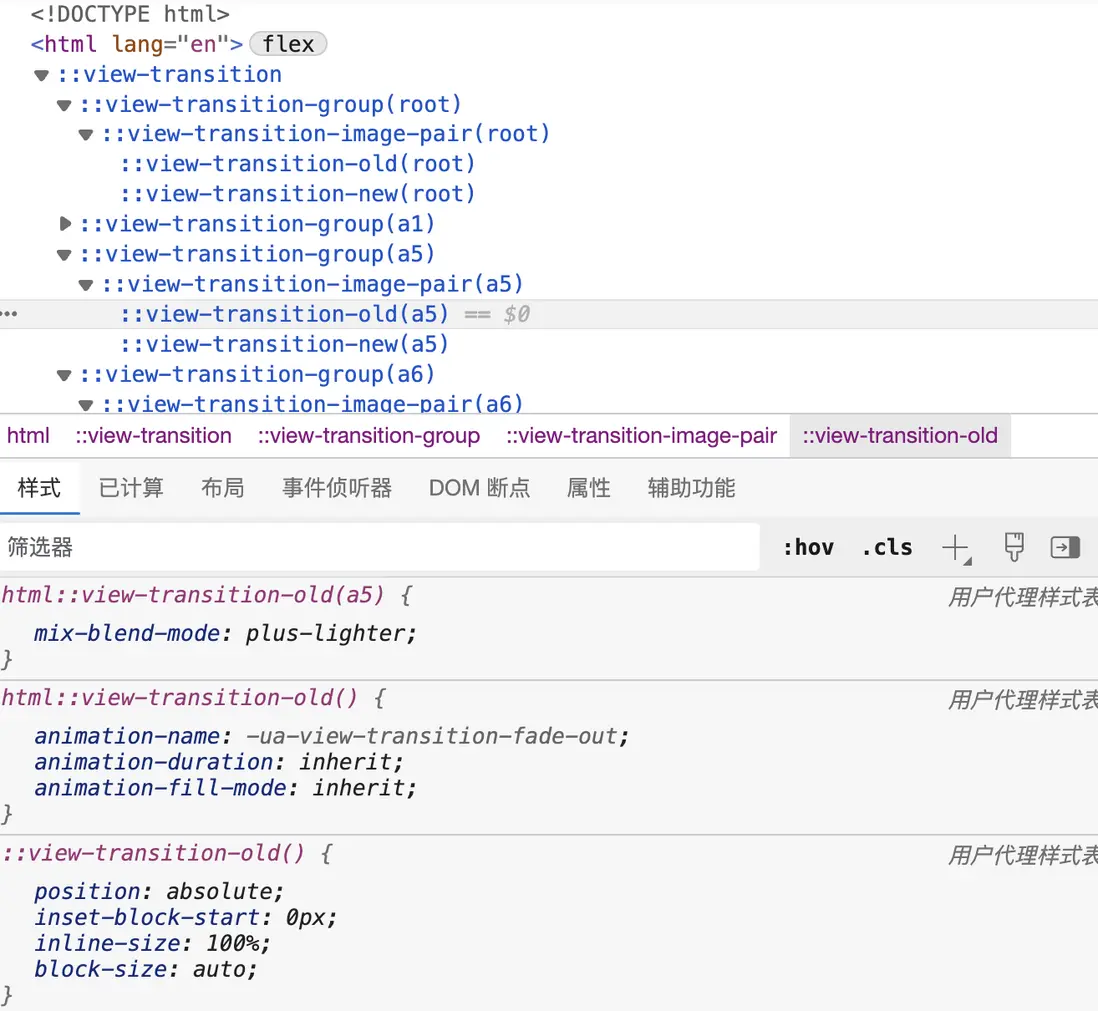 <!DOCTYPE html>
<html lang="en"> flex
::view-transition
::view-transition-group(root)
::view-transition-image-pair(root)
::view-transition-old(root)
::view-transition-new(root)
::view-transition-group(a1)
::view-transition-group(a5)
::view-transition-image-pair(a5)
::view-transition-old(a5) == $0
::view-transition-new(a5)
::view-transition-group(a6)
::view-transition-image-pair(a6)
html ::view-transition ::view-transition-group ::view-transition-image-pair ::view-transition-old
样式 已计算 布局 事件侦听器 DOM 断点 属性 辅助功能
筛选器 :hov .cls
html::view-transition-old(a5) { 用户代理样式表
mix-blend-mode: plus-lighter;
}
html::view-transition-old() { 用户代理样式表
animation-name: -ua-view-transition-fade-out;
animation-duration: inherit;
animation-fill-mode: inherit;
}
::view-transition-old() { 用户代理样式表
position: absolute;
inset-block-start: 0px;
inline-size: 100%;
block-size: auto;
}